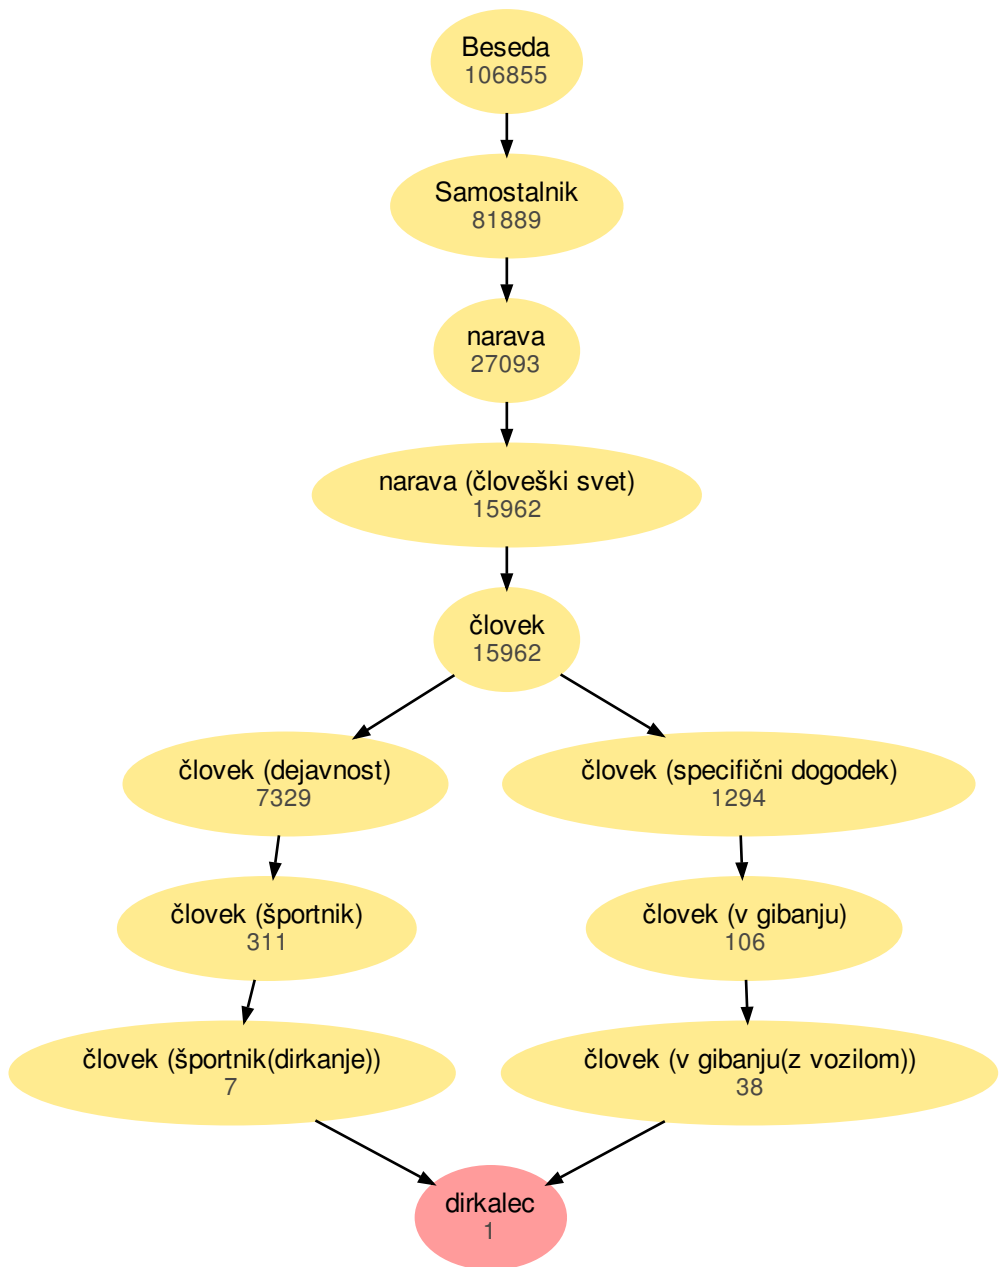 Beseda
106855
Samostalnik
81889
narava
27093
narava (človeški svet)
15962
človek
15962
človek (dejavnost)
7329
človek (specifični dogodek)
1294
človek (športnik)
311
človek (v gibanju)
106
človek (športnik(dirkanje))
7
človek (v gibanju(z vozilom))
38
dirkalec
1